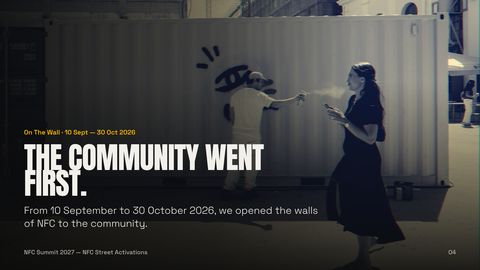 On The Wall · 10 Sept — 30 Oct 2026
THE COMMUNITY WENT
FIRST.
From 10 September to 30 October 2026, we opened the walls
of NFC to the community.
NFC Summit 2027 — NFC Street Activations
04